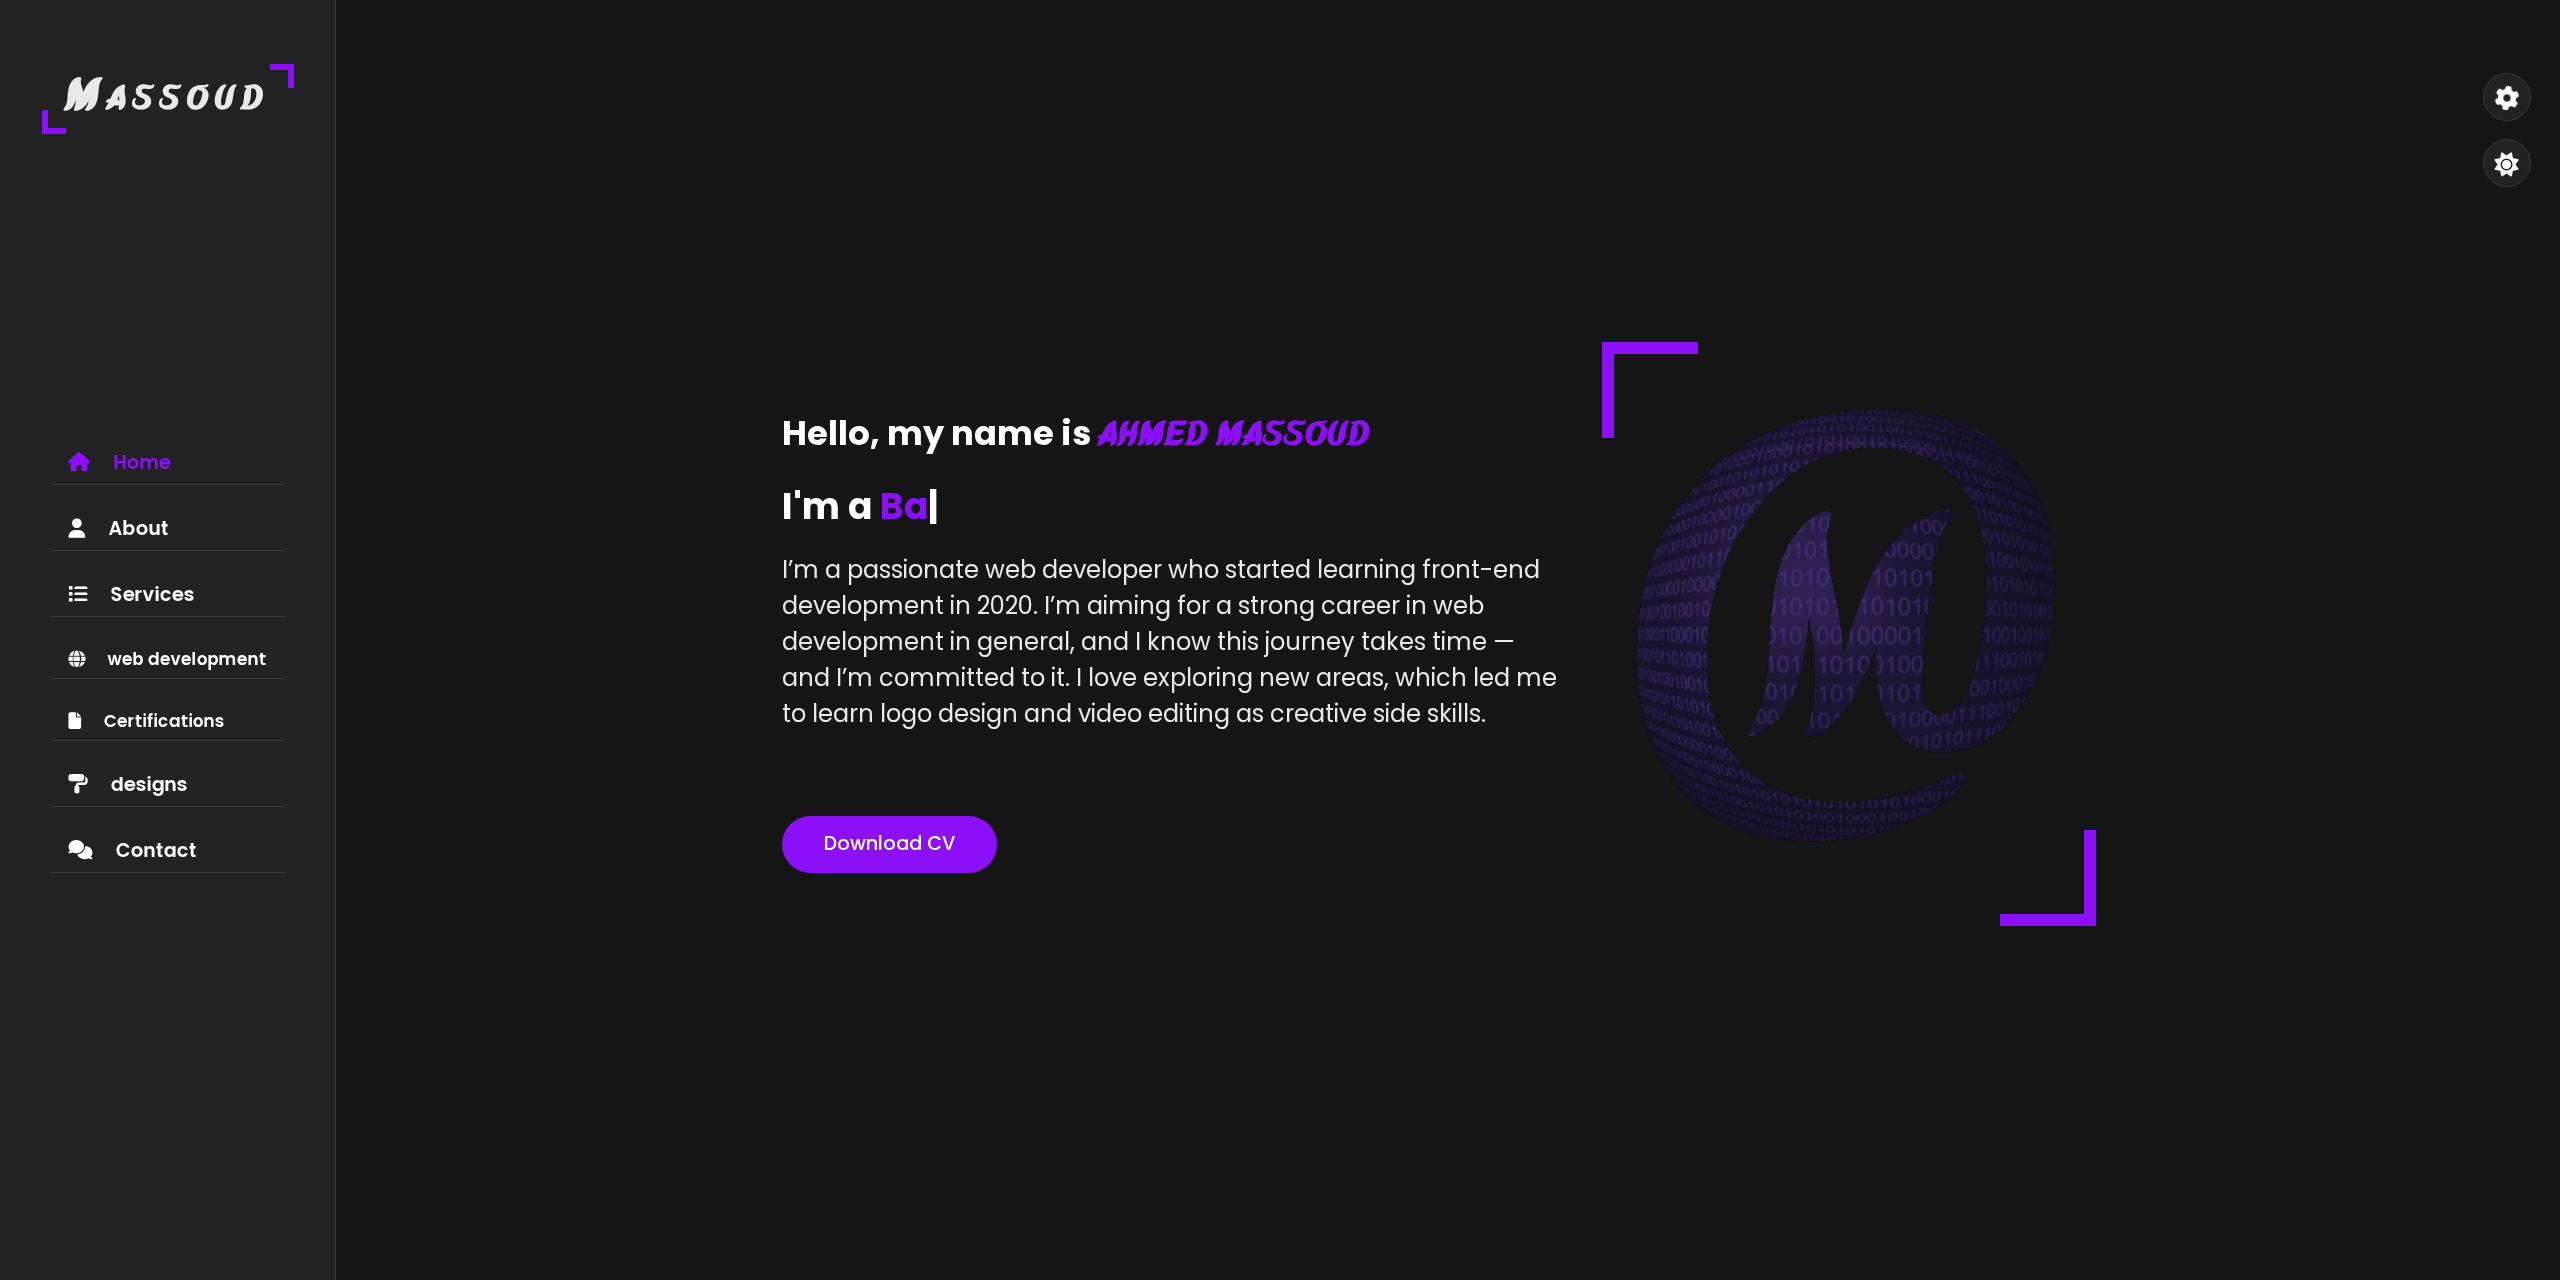 Massoud
Home
About
Services
web development
Certifications
designs
Contact
Hello, my name is AHMED MASSOUD
I'm a Ba|
I’m a passionate web developer who started learning front-end
development in 2020. I’m aiming for a strong career in web
development in general, and I know this journey takes time —
and I’m committed to it. I love exploring new areas, which led me
to learn logo design and video editing as creative side skills.
Download CV